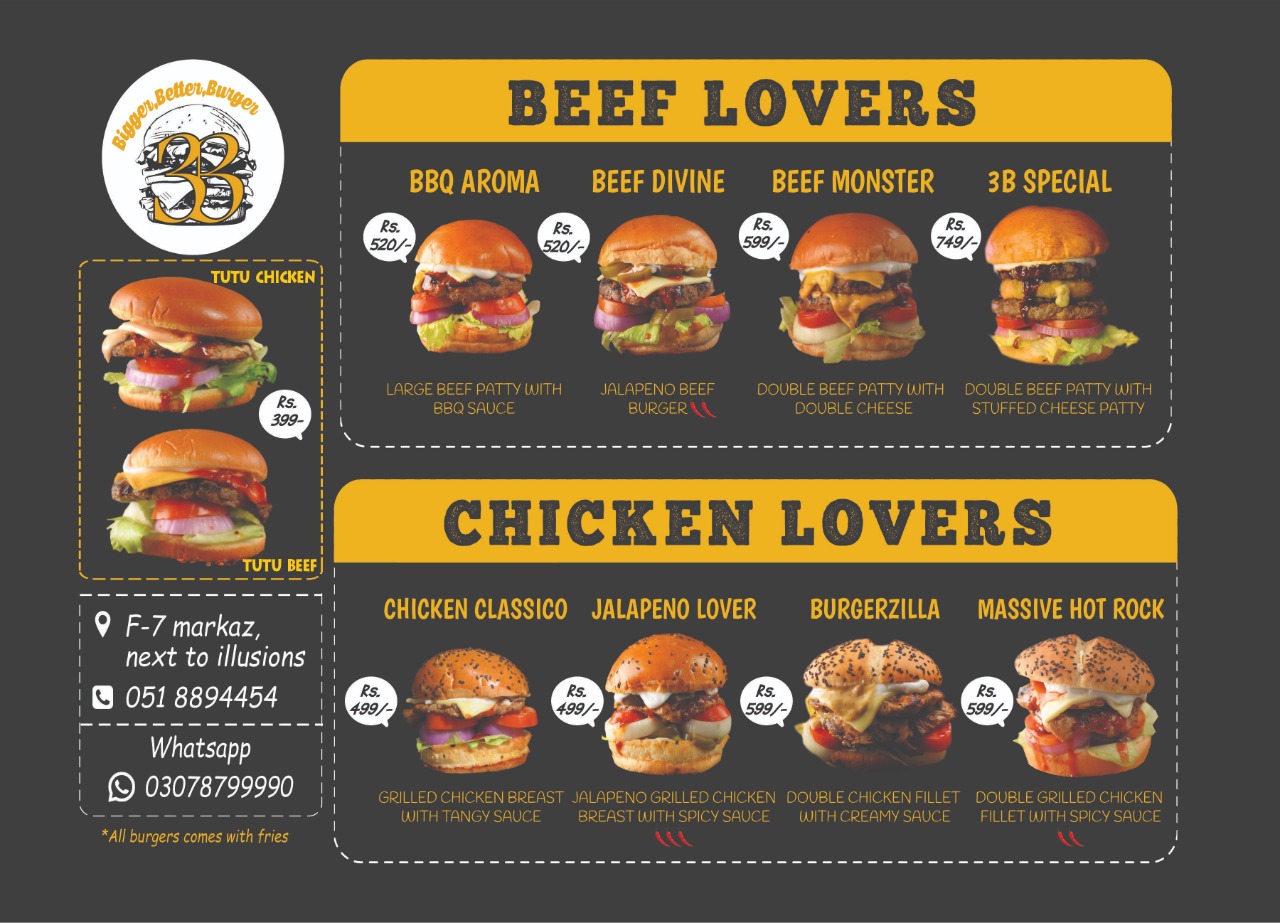 Bigger,Better,Burger
3B
TUTU CHICKEN
Rs.
399-
TUTU BEEF
F-7 markaz,
next to illusions
051 8894454
Whatsapp
03078799990
*All burgers comes with fries
BEEF LOVERS
BBQ AROMA
Rs.
520/-
LARGE BEEF PATTY WITH
BBQ SAUCE
BEEF DIVINE
Rs.
520/-
JALAPENO BEEF
BURGER
BEEF MONSTER
Rs.
599/-
DOUBLE BEEF PATTY WITH
DOUBLE CHEESE
3B SPECIAL
Rs.
749/-
DOUBLE BEEF PATTY WITH
STUFFED CHEESE PATTY
CHICKEN LOVERS
CHICKEN CLASSICO
Rs.
499/-
GRILLED CHICKEN BREAST
WITH TANGY SAUCE
JALAPENO LOVER
Rs.
499/-
JALAPENO GRILLED CHICKEN
BREAST WITH SPICY SAUCE
BURGERZILLA
Rs.
599/-
DOUBLE CHICKEN FILLET
WITH CREAMY SAUCE
MASSIVE HOT ROCK
Rs.
599/-
DOUBLE GRILLED CHICKEN
FILLET WITH SPICY SAUCE